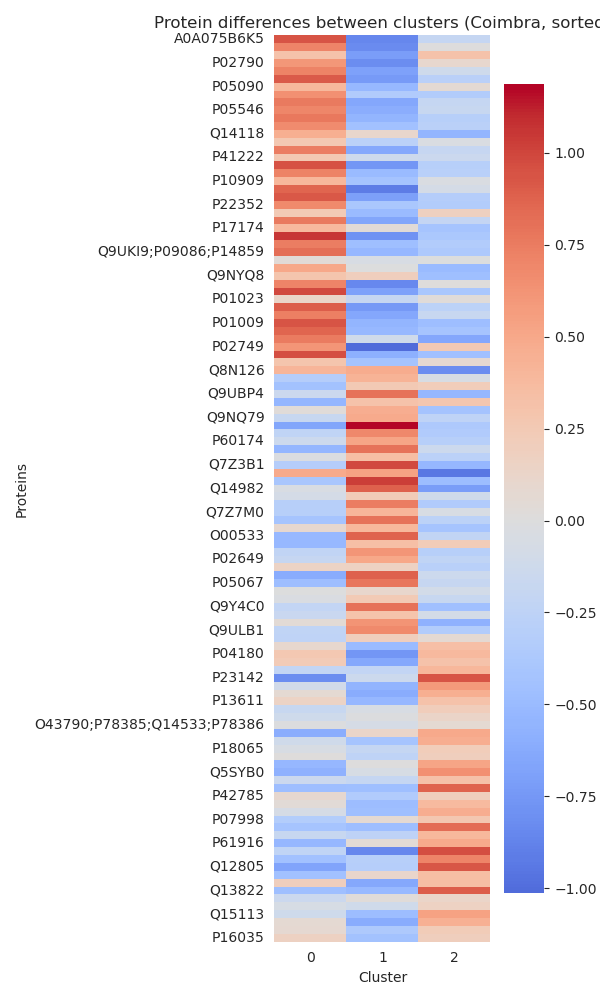 Protein differences between clusters (Coimbra, sorted
A0A075B6K5
P02790
P05090
P05546
Q14118
P41222
P10909
P22352
P17174
Q9UKI9;P09086;P14859
Q9NYQ8
P01023
P01009
P02749
Q8N126
Q9UBP4
Q9NQ79
P60174
Q7Z3B1
Q14982
Q7Z7M0
O00533
P02649
P05067
Q9Y4C0
Q9ULB1
P04180
P23142
P13611
O43790;P78385;Q14533;P78386
P18065
Q5SYB0
P42785
P07998
P61916
Q12805
Q13822
Q15113
P16035
Proteins
0 1 2
Cluster
1.00
0.75
0.50
0.25
0.00
−0.25
−0.50
−0.75
−1.00